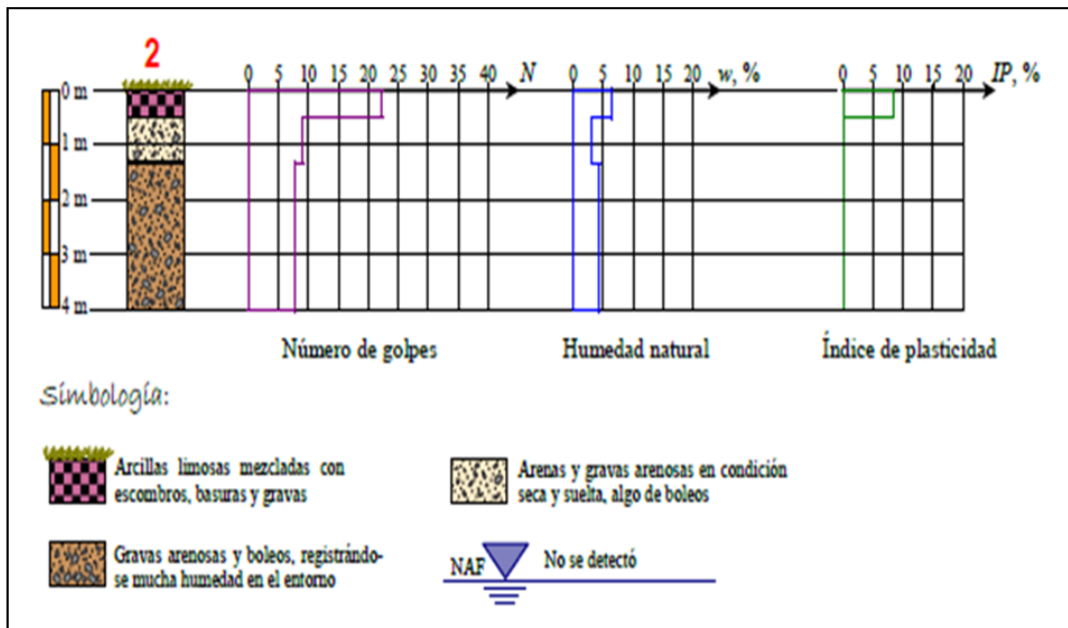 2
0 5 10 15 20 25 30 35 40 N
0 5 10 15 20 w, %
0 5 10 15 20 IP, %
0 m
1 m
2 m
3 m
4 m
Número de golpes
Humedad natural
Índice de plasticidad
Simbología:
Arcillas limosas mezcladas con
escombros, basuras y gravas
Arenas y gravas arenosas en condición
seca y suelta, algo de boleos
Gravas arenosas y boleos, registrándo-
se mucha humedad en el entorno
NAF
No se detectó